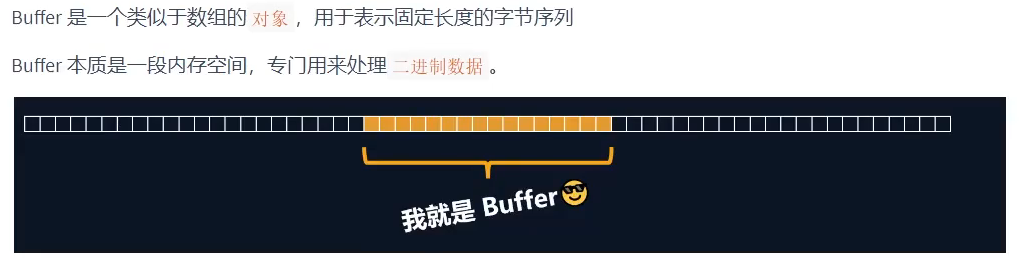 Buffer 是一个类似于数组的 对象 ，用于表示固定长度的字节序列
Buffer 本质是一段内存空间，专门用来处理 二进制数据 。
我就是 Buffer😎